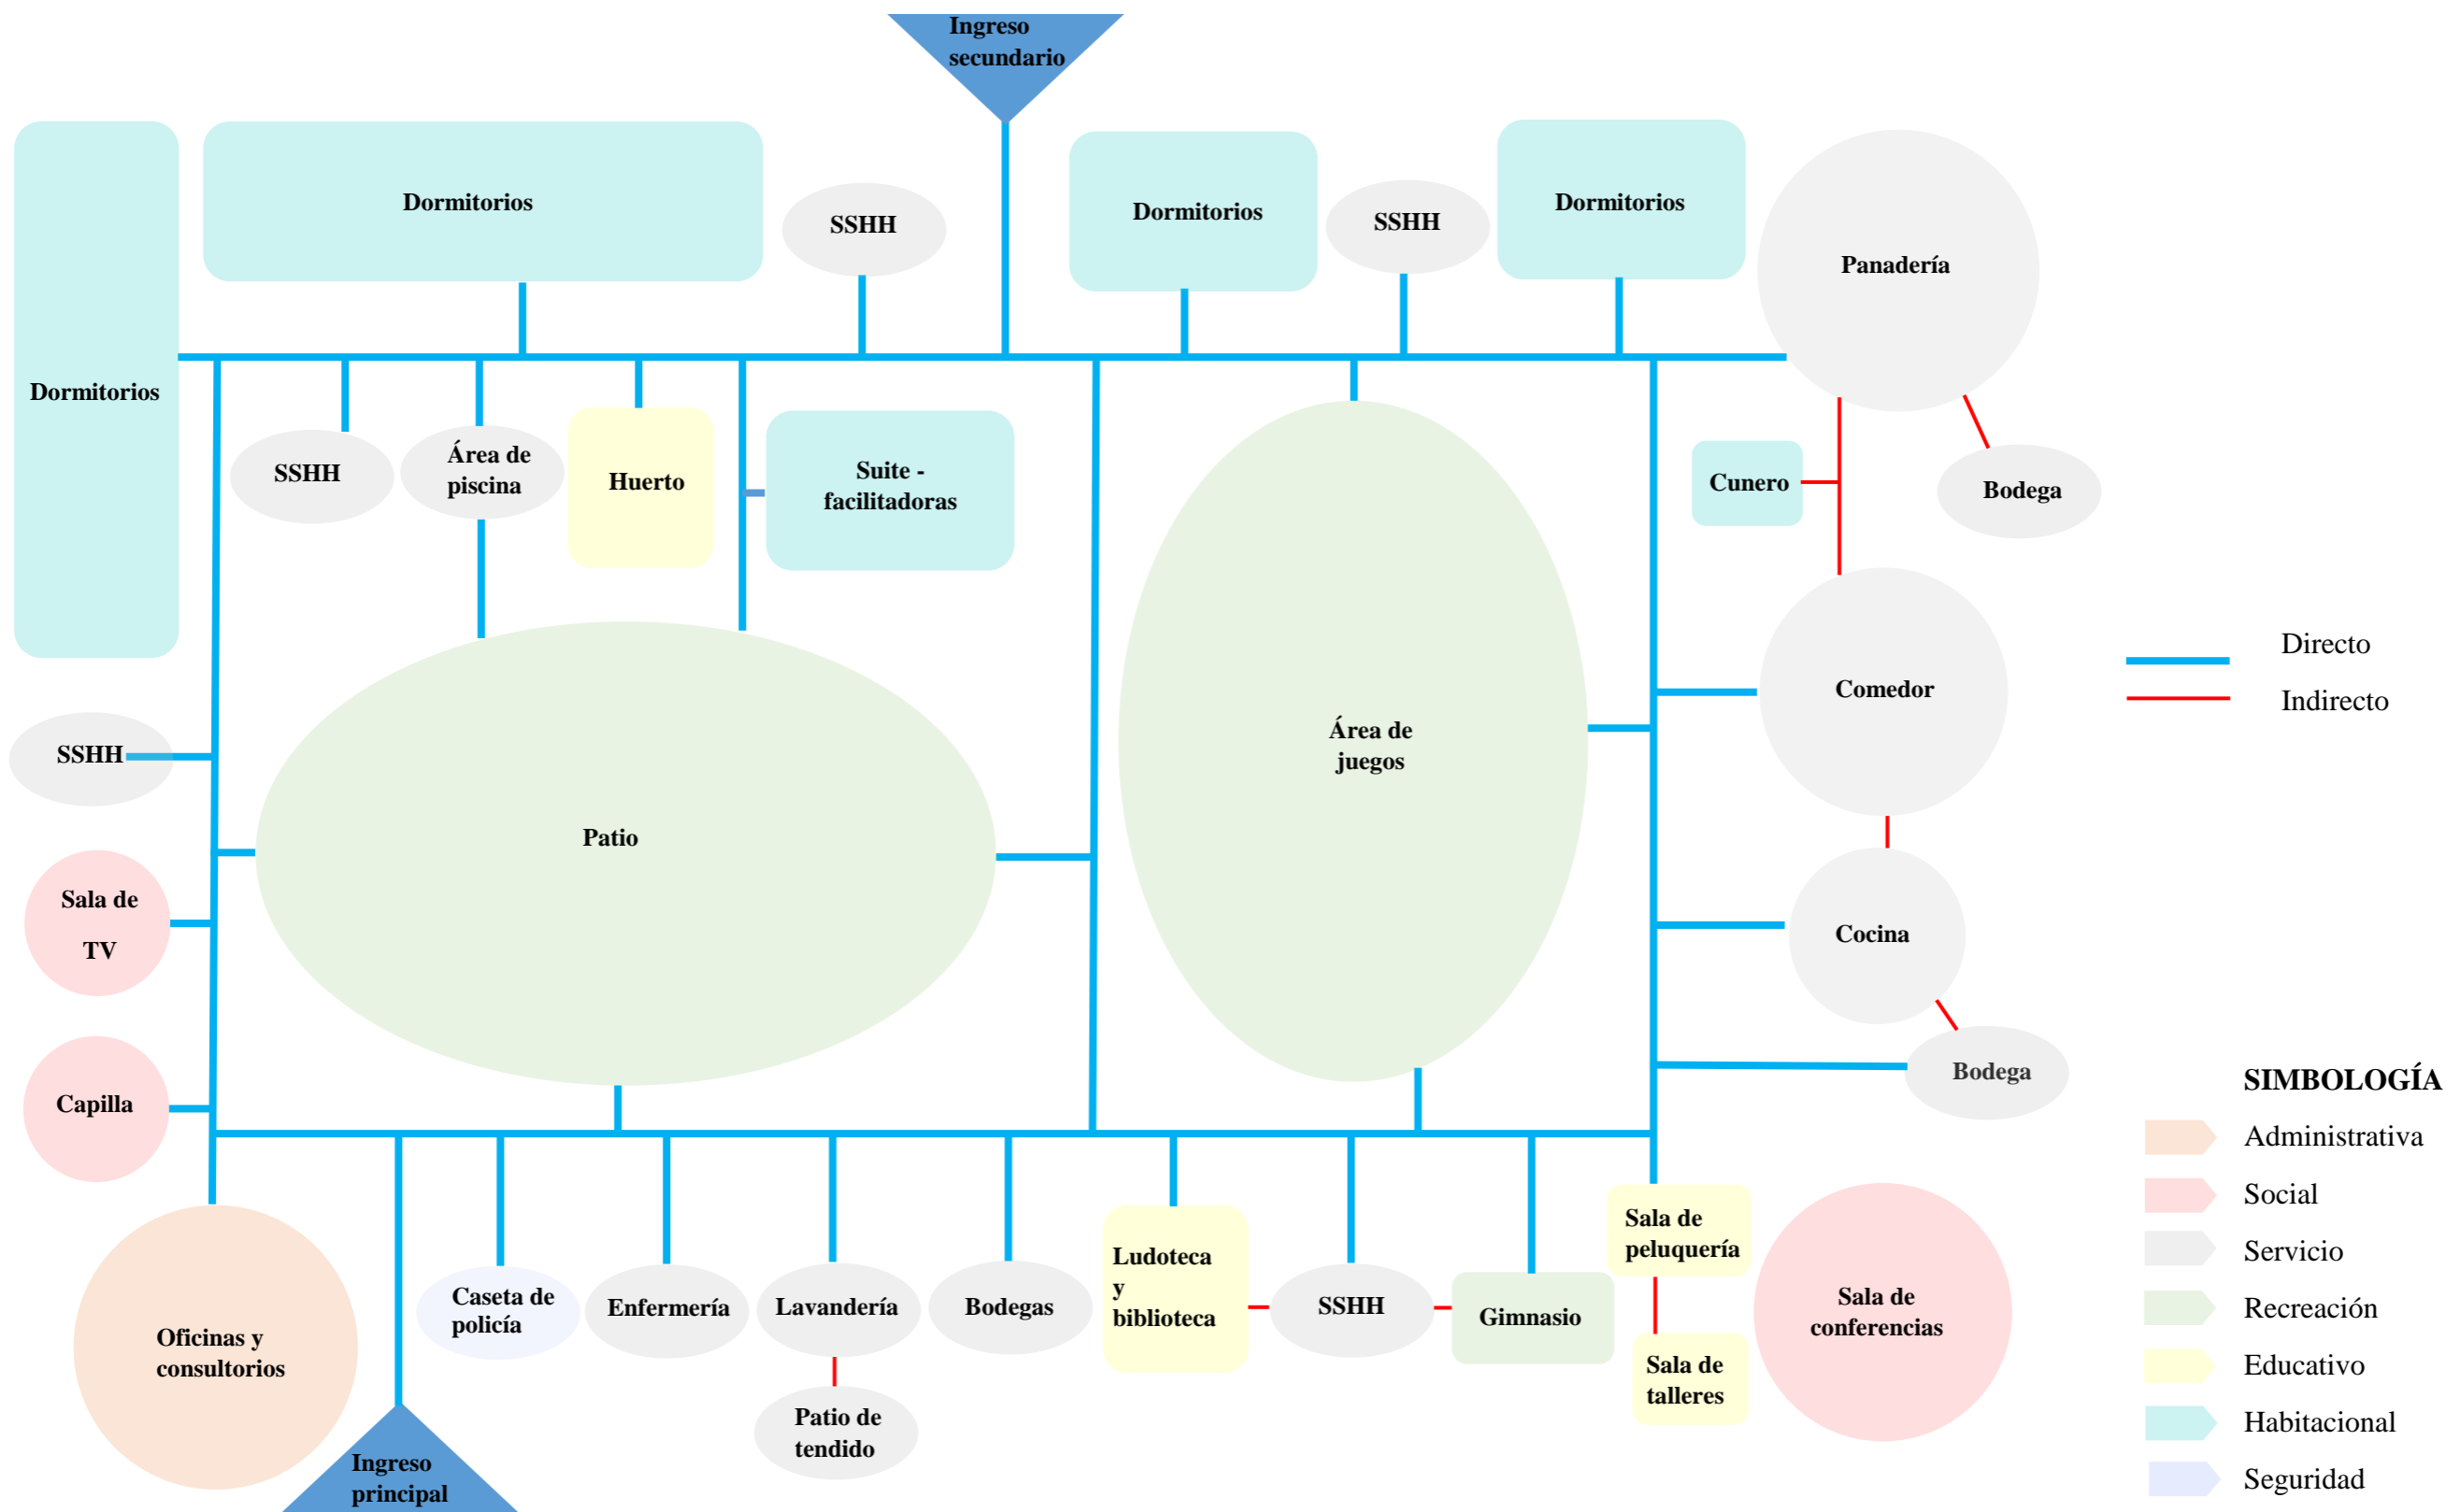 Ingreso
secundario
Dormitorios
SSHH
Dormitorios
SSHH
Dormitorios
Panadería
Dormitorios
SSHH
Área de
piscina
Huerto
Suite -
facilitadoras
Cunero
Bodega
Directo
Indirecto
Comedor
Área de
juegos
SSHH
Patio
Sala de
TV
Cocina
Capilla
Bodega
Oficinas y
consultorios
Caseta de
policía
Enfermería
Lavandería
Bodegas
Ludoteca
y
biblioteca
SSHH
Gimnasio
Sala de
peluquería
Sala de
talleres
Sala de
conferencias
Patio de
tendido
Ingreso
principal
SIMBOLOGÍA
Administrativa
Social
Servicio
Recreación
Educativo
Habitacional
Seguridad